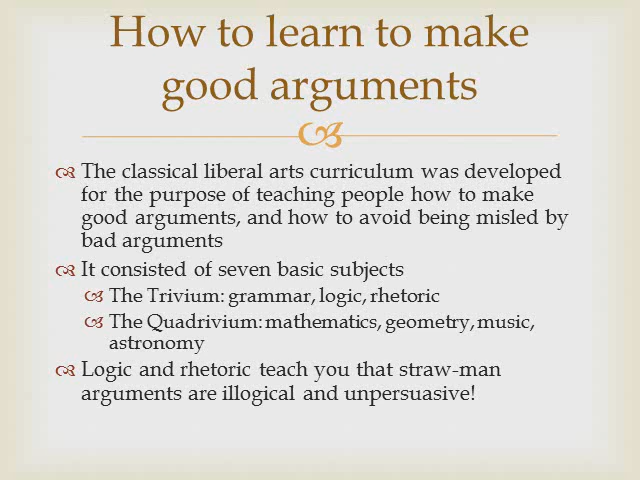 How to learn to make
good arguments
The classical liberal arts curriculum was developed
for the purpose of teaching people how to make
good arguments, and how to avoid being misled by
bad arguments
It consisted of seven basic subjects
The Trivium: grammar, logic, rhetoric
The Quadrivium: mathematics, geometry, music,
astronomy
Logic and rhetoric teach you that straw-man
arguments are illogical and unpersuasive!